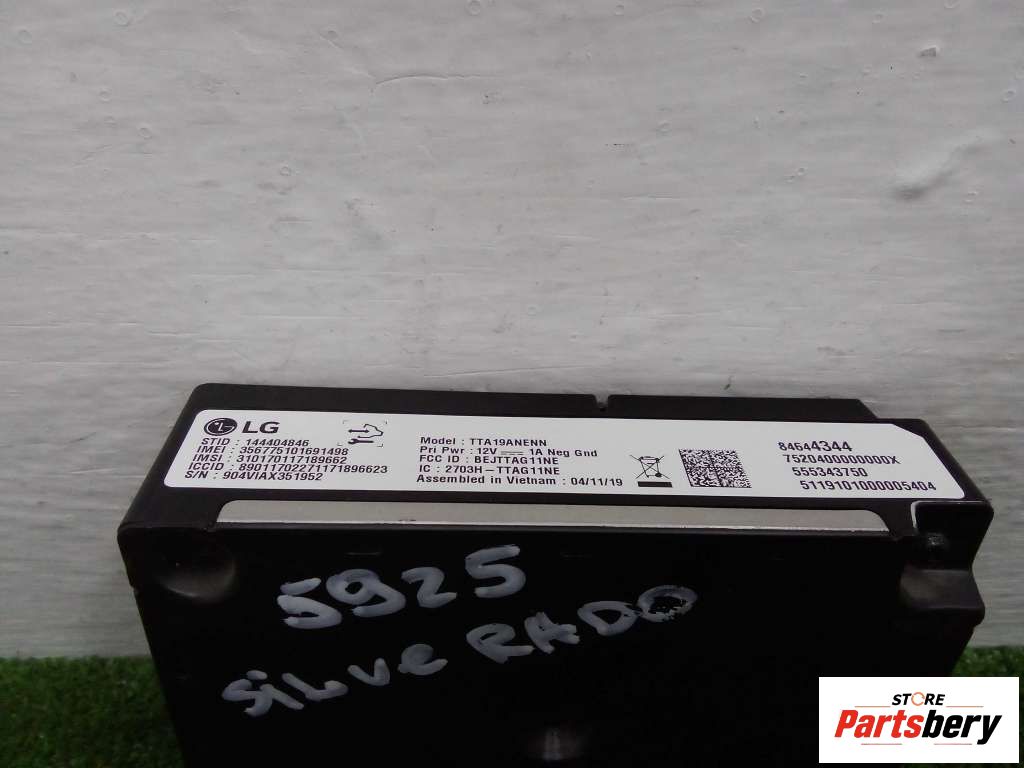 LG
STID : 144404846
IMEI : 356775101691498
IMSI : 310170117189662
ICCID : 89011702271171896623
S/N : 904VIAX351952
Model : TTA19ANENN
Pri Pwr : 12V 1A Neg Gnd
FCC ID : BEJTTAG11NE
IC : 2703H-TTAG11NE
Assembled in Vietnam : 04/11/19
84644344
7520400000000X
555343750
5119101000005404
5925
SiLveRADO
STORE
Partsbery